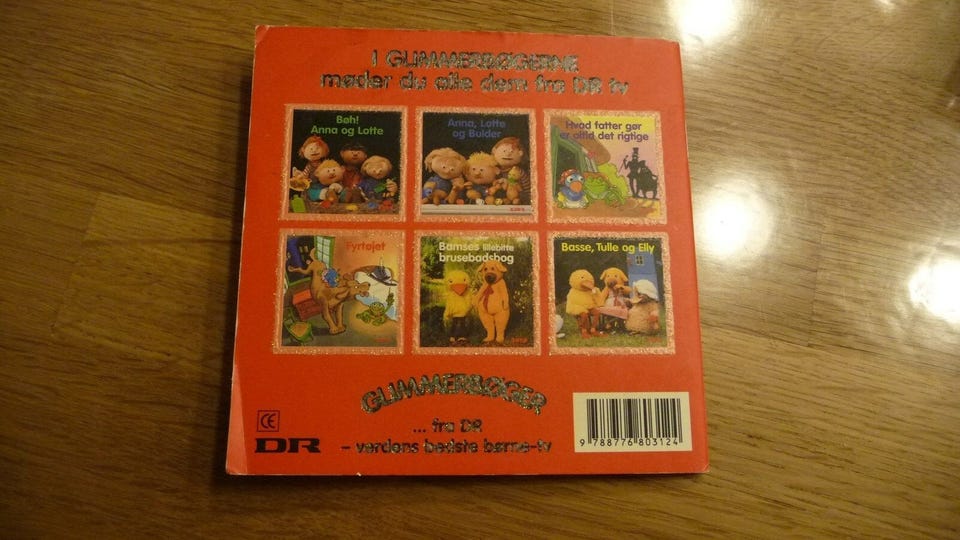 I GLIMMERBØGERNE
møder du alle dem fra DR tv
Bøh!
Anna og Lotte
Anna, Lotte
og Bulder
Hvad fatter gør
er altid det rigtige
Fyrtøjet
Bamses lillebitte
brusebadsbog
Basse, Tulle og Elly
GLIMMERBØGER
... fra DR
– verdens bedste børne-tv
CE
DR
9 788776 803124